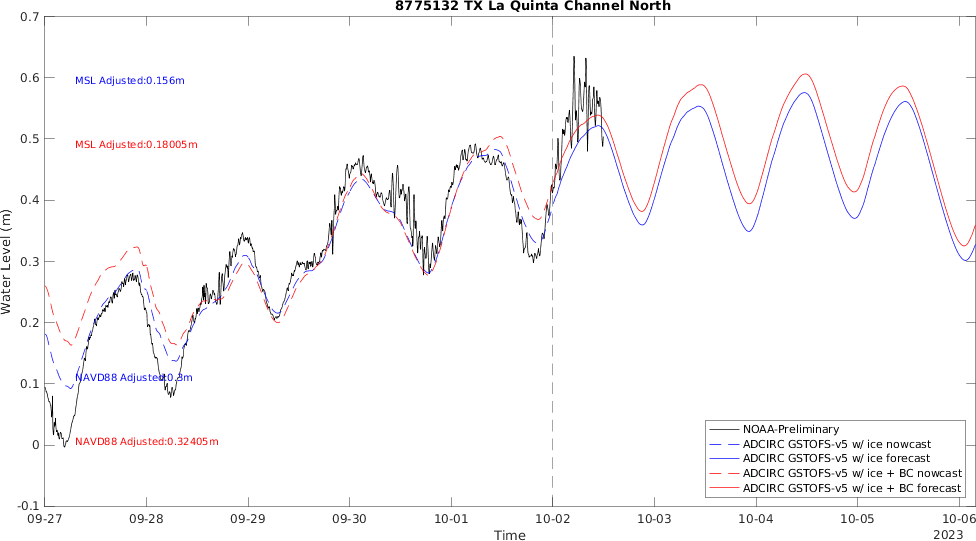 8775132 TX La Quinta Channel North
0.7
0.6
0.5
0.4
0.3
0.2
0.1
0
-0.1
Water Level (m)
MSL Adjusted:0.156m
MSL Adjusted:0.18005m
NAVD88 Adjusted:0.3m
NAVD88 Adjusted:0.32405m
NOAA-Preliminary
ADCIRC GSTOFS-v5 w/ ice nowcast
ADCIRC GSTOFS-v5 w/ ice forecast
ADCIRC GSTOFS-v5 w/ ice + BC nowcast
ADCIRC GSTOFS-v5 w/ ice + BC forecast
09-27 09-28 09-29 09-30 10-01 10-02 10-03 10-04 10-05 10-06
Time
2023